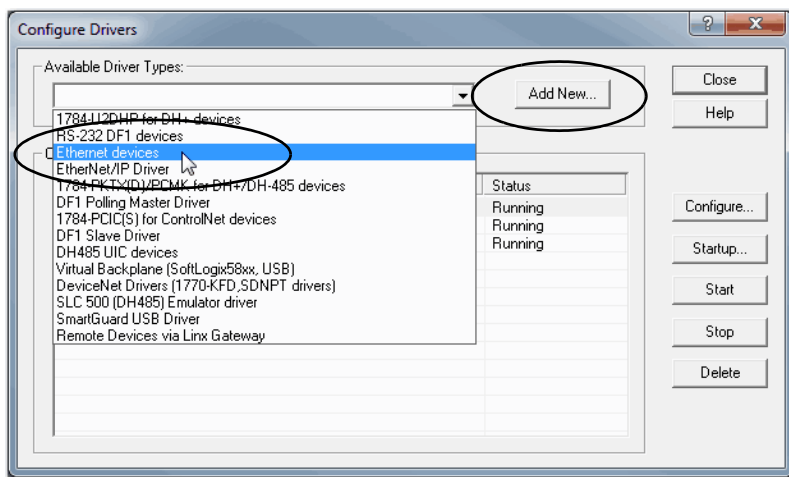 Configure Drivers
Available Driver Types:
Add New...
Close
Help
1784-U2DHP for DH+ devices
RS-232 DF1 devices
Ethernet devices
EtherNet/IP Driver
1784-PKTX(D)/PCMK for DH+/DH-485 devices
DF1 Polling Master Driver
1784-PCIC(S) for ControlNet devices
DF1 Slave Driver
DH485 UIC devices
Virtual Backplane (SoftLogix58xx, USB)
DeviceNet Drivers (1770-KFD,SDNPT drivers)
SLC 500 (DH485) Emulator driver
SmartGuard USB Driver
Remote Devices via Linx Gateway
Status
Running
Running
Running
Configure...
Startup...
Start
Stop
Delete